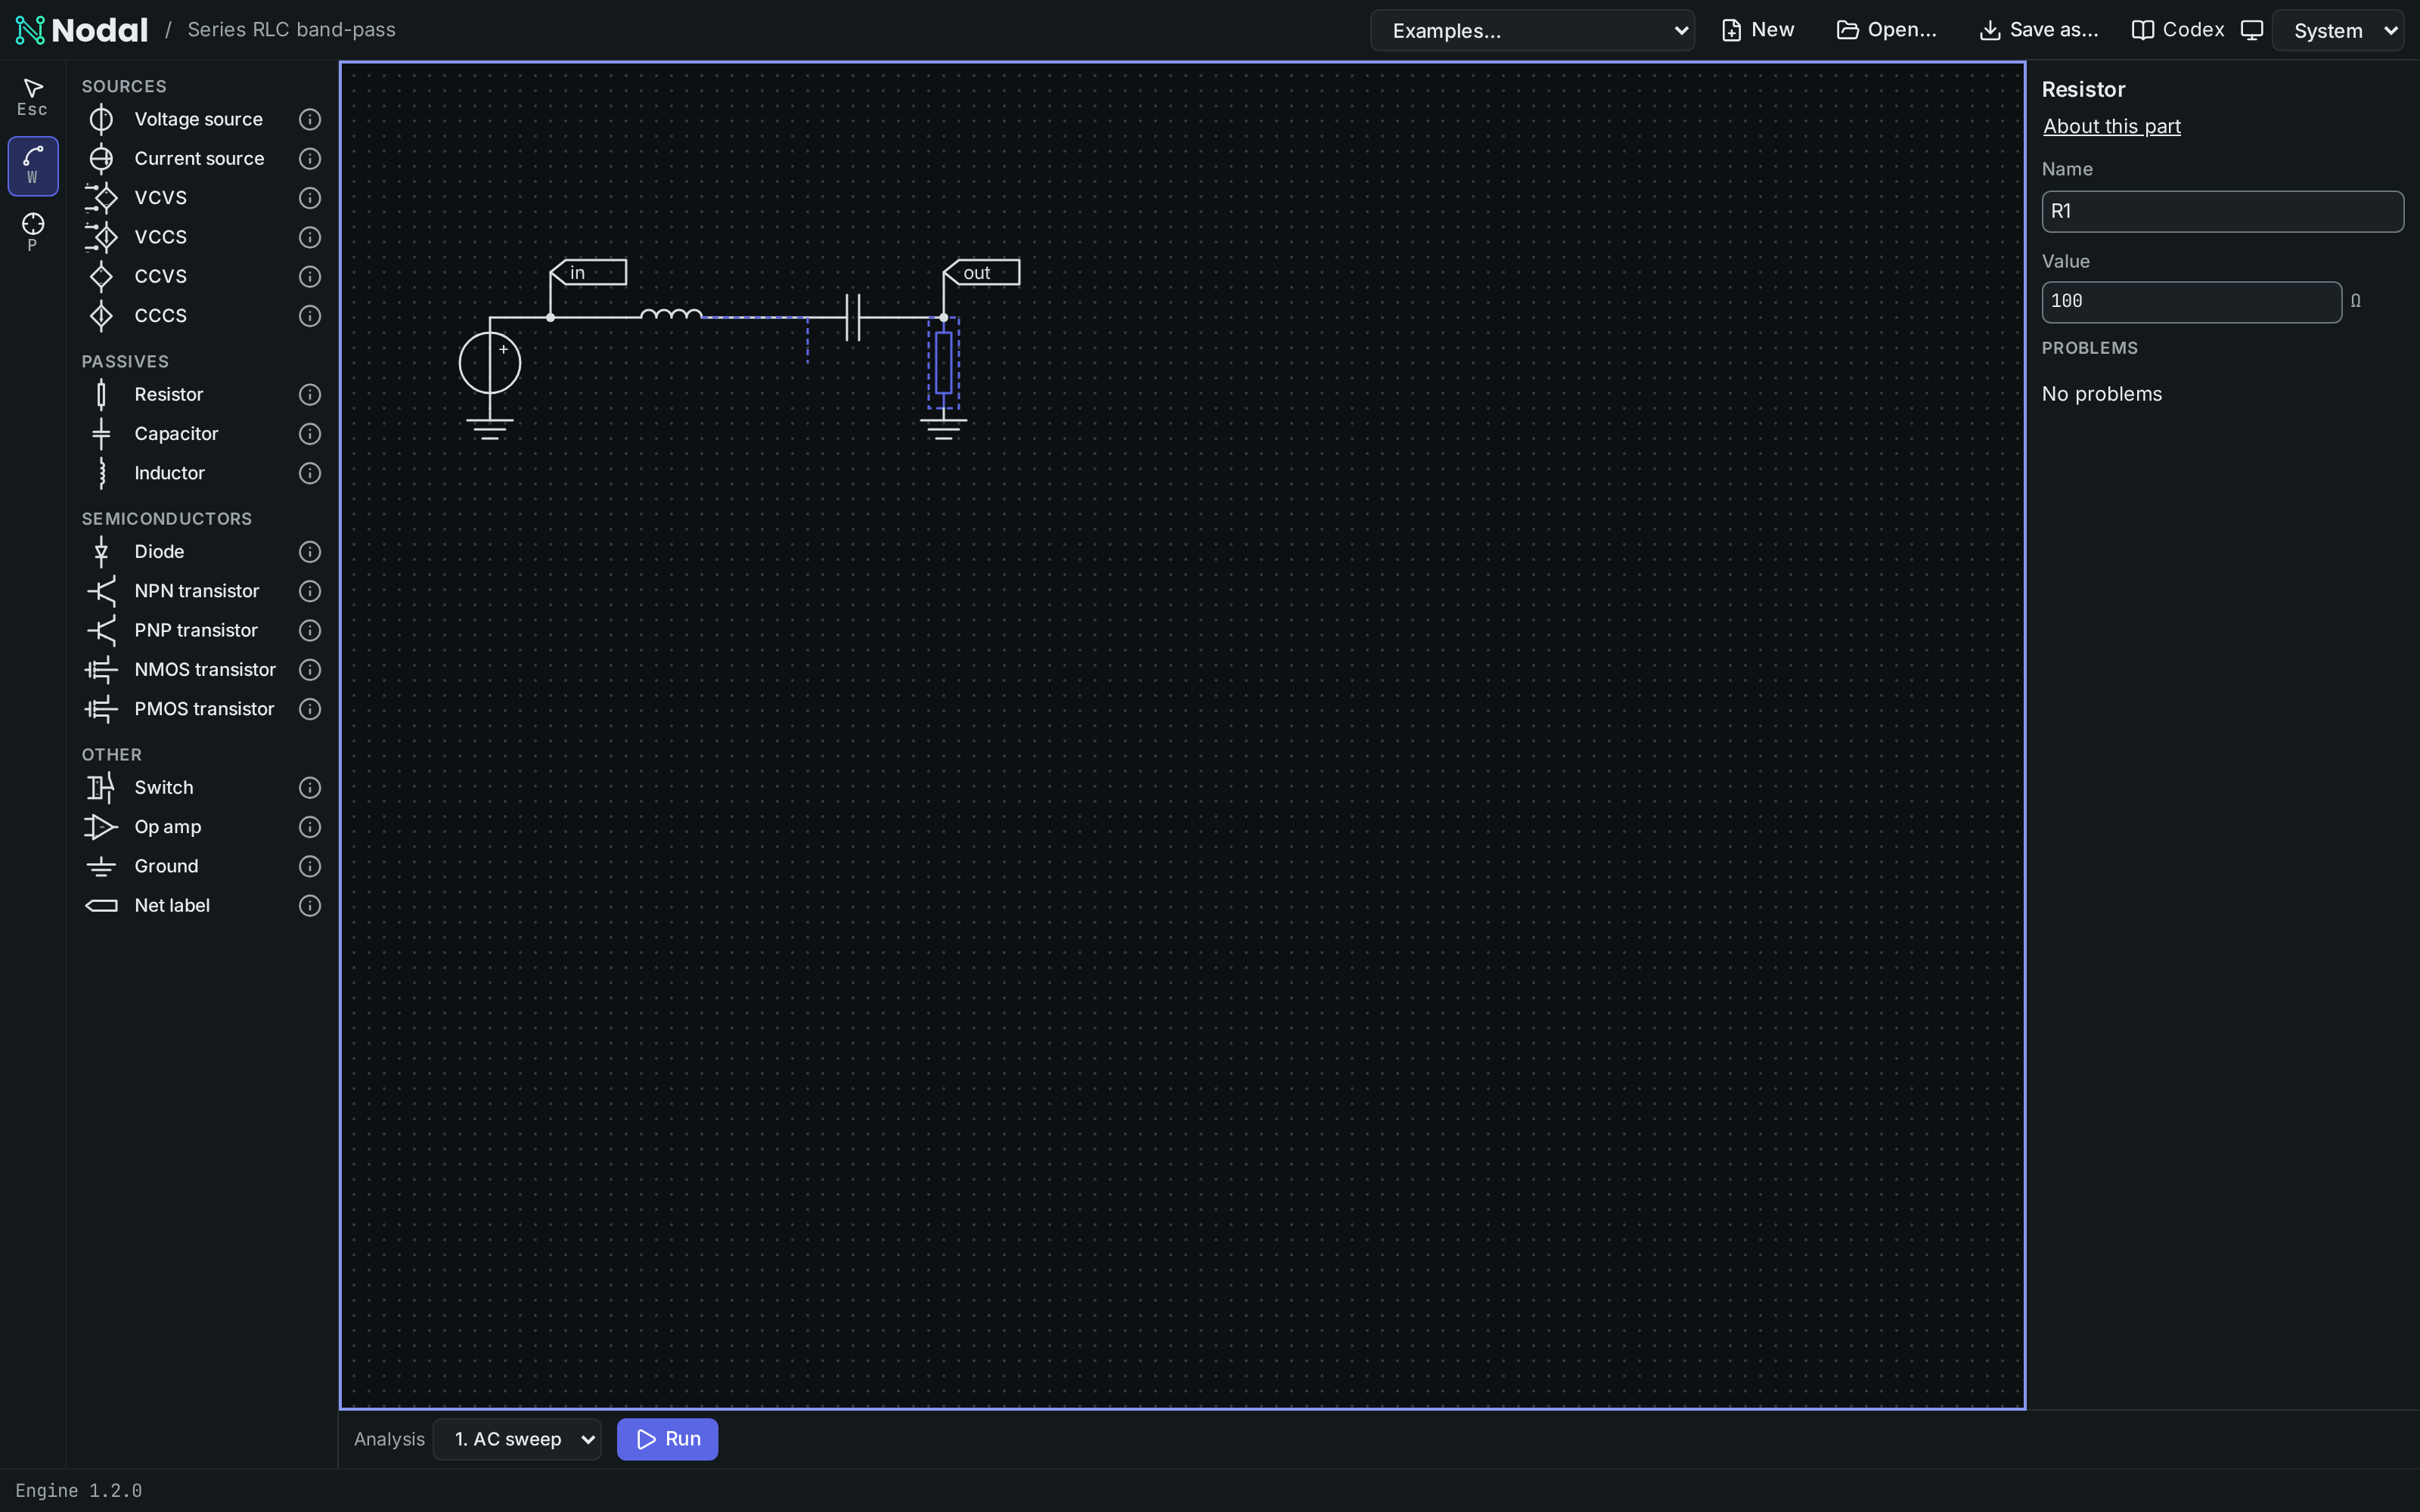 Nodal / Series RLC band-pass
Examples...
New
Open...
Save as...
Codex
System
Esc
W
P
SOURCES
Voltage source
Current source
VCVS
VCCS
CCVS
CCCS
PASSIVES
Resistor
Capacitor
Inductor
SEMICONDUCTORS
Diode
NPN transistor
PNP transistor
NMOS transistor
PMOS transistor
OTHER
Switch
Op amp
Ground
Net label
in
out
+
Resistor
About this part
Name
R1
Value
100 Ω
PROBLEMS
No problems
Analysis
1. AC sweep
Run
Engine 1.2.0